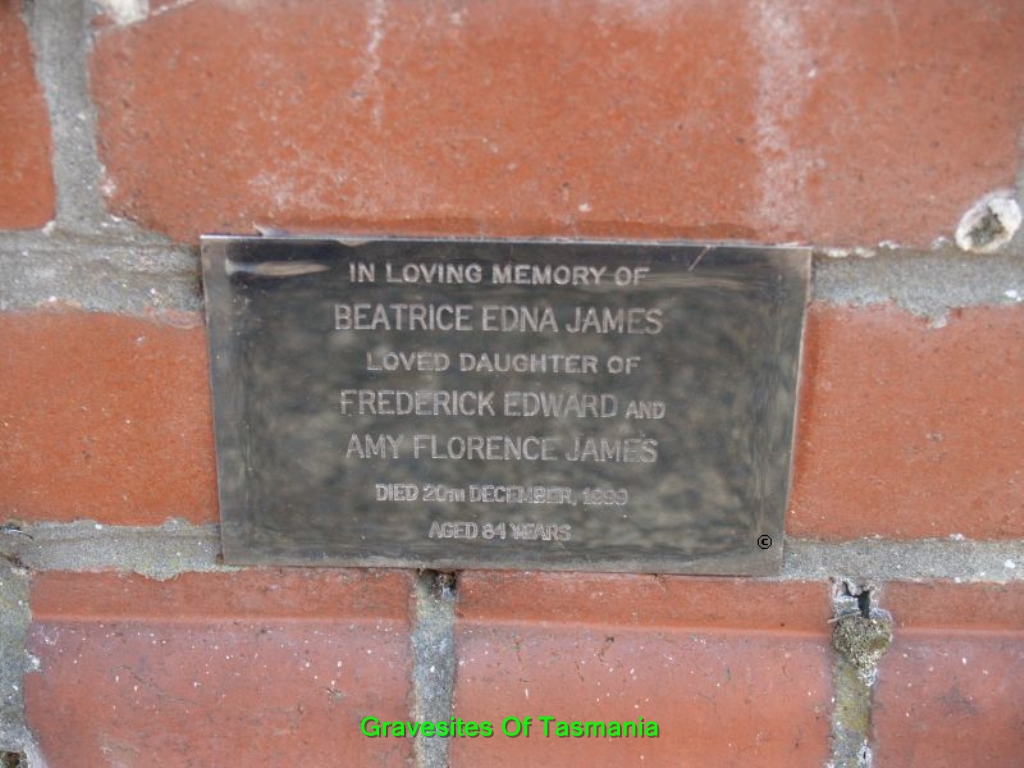 IN LOVING MEMORY OF
BEATRICE EDNA JAMES
LOVED DAUGHTER OF
FREDERICK EDWARD AND
AMY FLORENCE JAMES
DIED 20TH DECEMBER, 1999
AGED 84 YEARS
©
Gravesites Of Tasmania